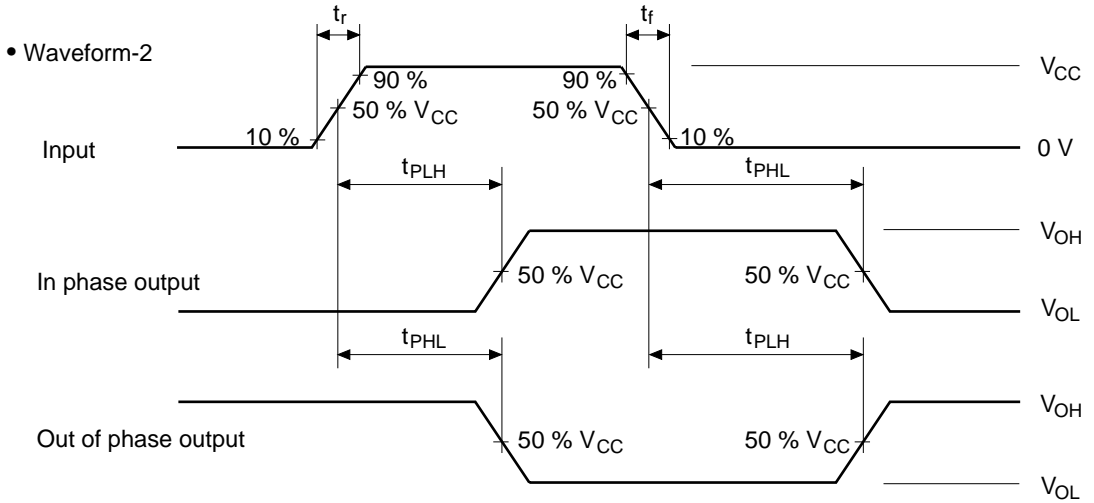 tr tf
• Waveform-2
VCC
90 % 90 %
50 % VCC 50 % VCC
10 % 10 %
Input 0 V
tPLH tPHL
VOH
50 % VCC 50 % VCC
In phase output
VOL
tPHL tPLH
VOH
Out of phase output 50 % VCC 50 % VCC
VOL